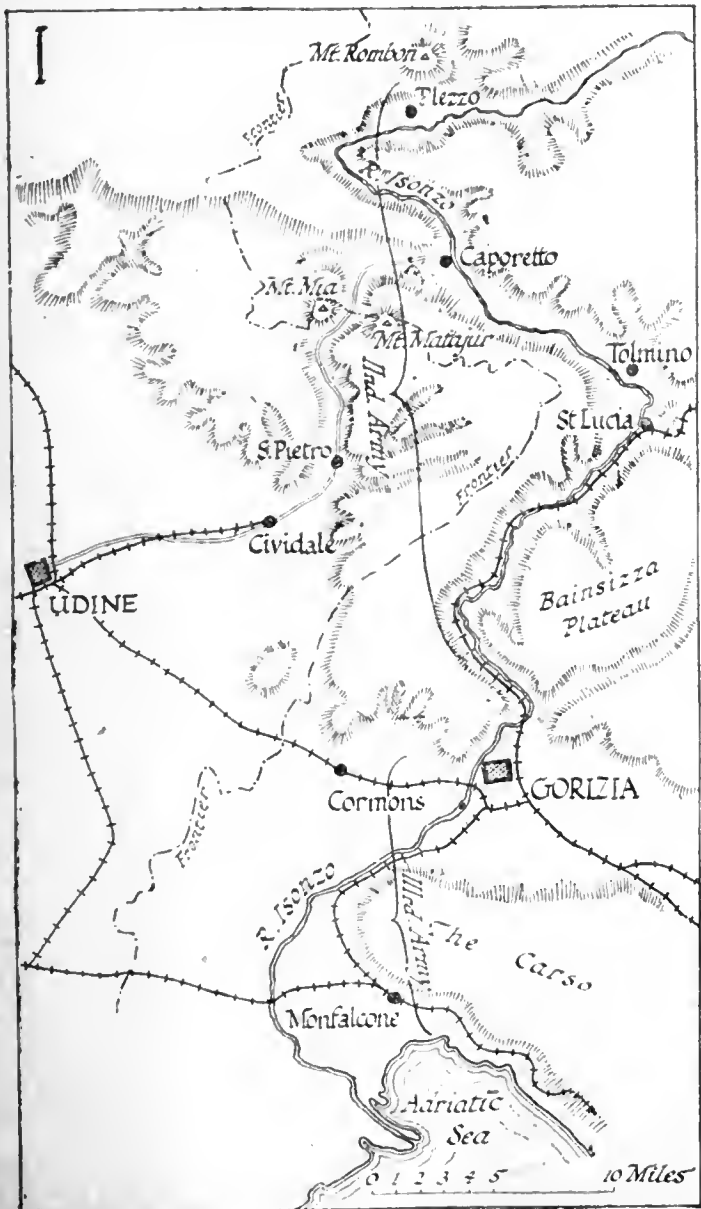 I
Mt. Rombon
Plezzo
Frontier
R. Isonzo
Caporetto
Mt. Mia
Mt. Matajur
Tolmino
IInd. Army
St Lucia
S. Pietro
Frontier
Cividale
UDINE
Bainsizza
Plateau
Cormons
GORIZIA
Frontier
R. Isonzo
IIIrd. Army
The Carso
Monfalcone
Adriatic
Sea
0 1 2 3 4 5 10 Miles